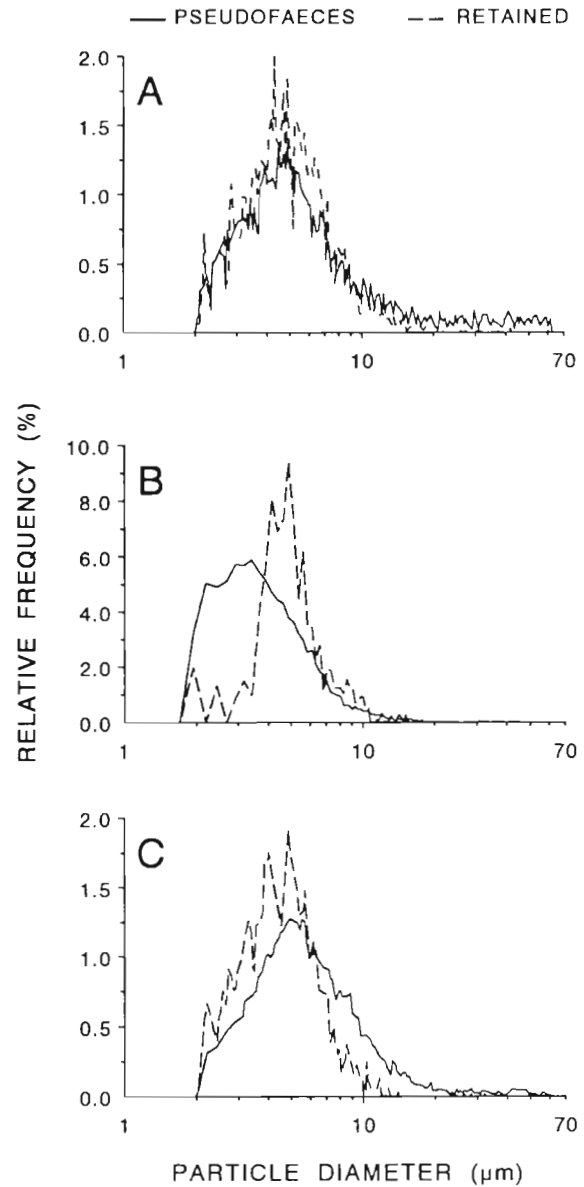 PSEUDOFAECES RETAINED
A
2.0
1.5
1.0
0.5
0.0
1 10 70
B
10.0
8.0
6.0
4.0
2.0
0.0
1 10 70
C
2.0
1.5
1.0
0.5
0.0
1 10 70
RELATIVE FREQUENCY (%)
PARTICLE DIAMETER (µm)